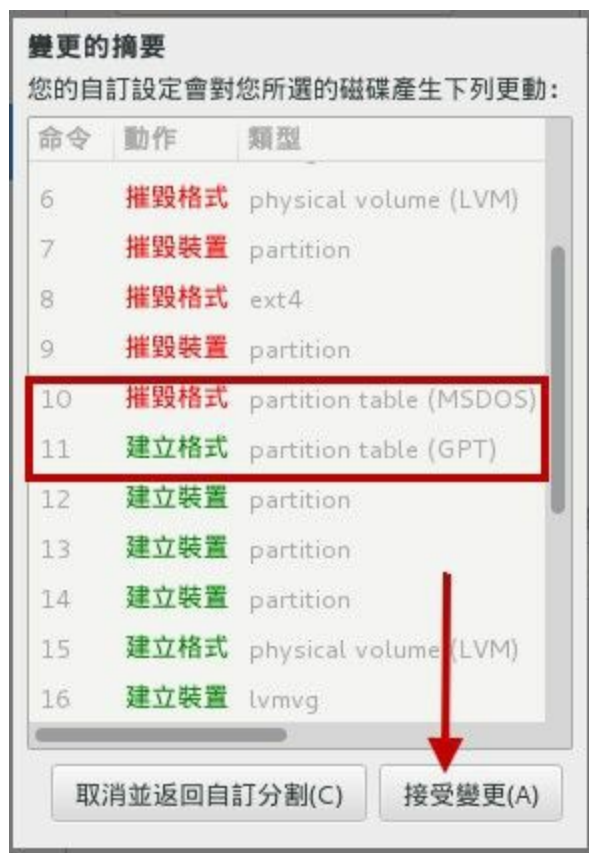 變更的摘要
您的自訂設定會對您所選的磁碟產生下列更動：
命令 動作 類型
6 摧毀格式 physical volume (LVM)
7 摧毀裝置 partition
8 摧毀格式 ext4
9 摧毀裝置 partition
10 摧毀格式 partition table (MSDOS)
11 建立格式 partition table (GPT)
12 建立裝置 partition
13 建立裝置 partition
14 建立裝置 partition
15 建立格式 physical volume (LVM)
16 建立裝置 lvmvg
取消並返回自訂分割(C) 接受變更(A)